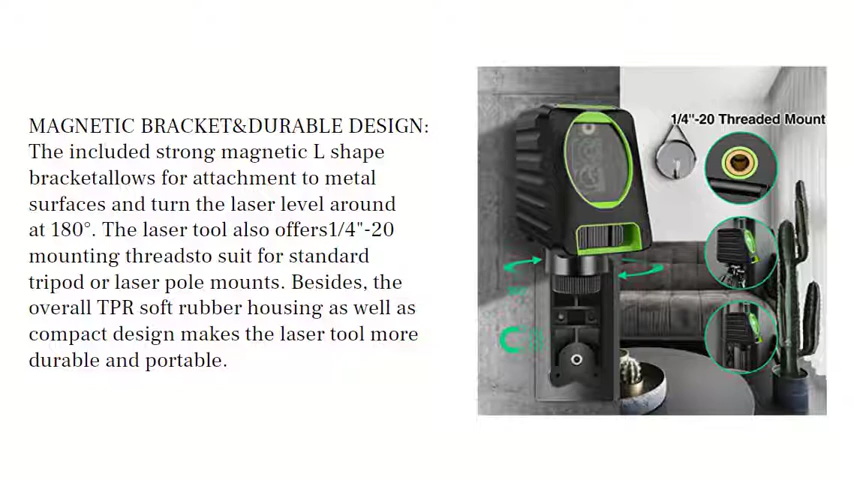 MAGNETIC BRACKET&DURABLE DESIGN:
The included strong magnetic L shape
bracketallows for attachment to metal
surfaces and turn the laser level around
at 180°. The laser tool also offers1/4"-20
mounting threadsto suit for standard
tripod or laser pole mounts. Besides, the
overall TPR soft rubber housing as well as
compact design makes the laser tool more
durable and portable.
1/4"-20 Threaded Mount